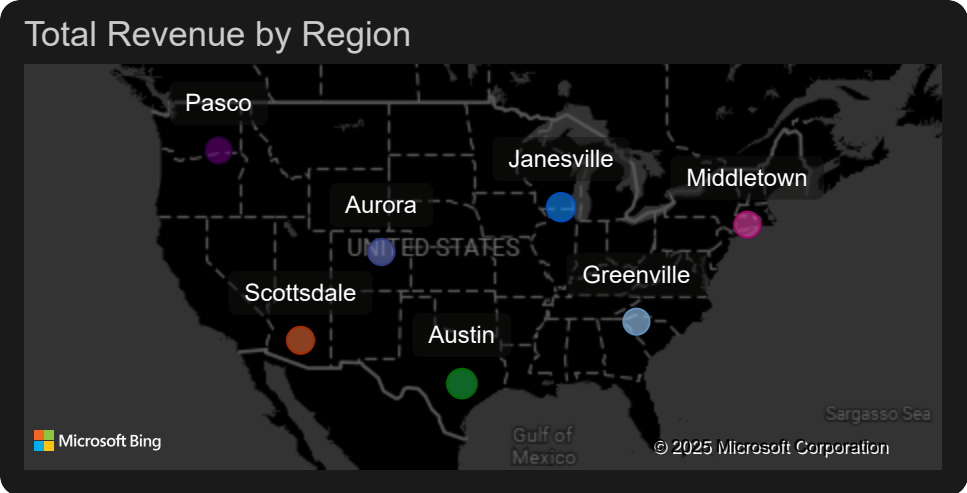 Total Revenue by Region
Pasco
Janesville
Middletown
Aurora
UNITED STATES
Greenville
Scottsdale
Austin
Sargasso Sea
Gulf of
Mexico
Microsoft Bing
© 2025 Microsoft Corporation